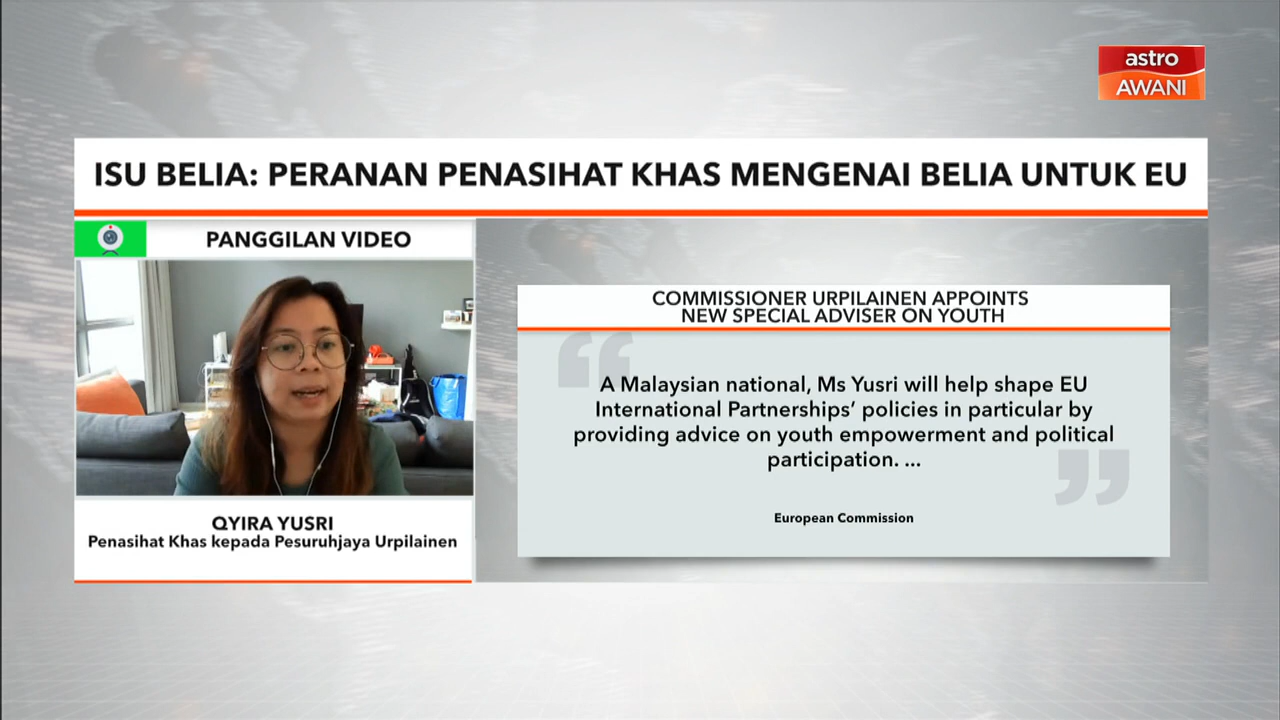 astro
AWANI
ISU BELIA: PERANAN PENASIHAT KHAS MENGENAI BELIA UNTUK EU
PANGGILAN VIDEO
QYIRA YUSRI
Penasihat Khas kepada Pesuruhjaya Urpilainen
COMMISSIONER URPILAINEN APPOINTS
NEW SPECIAL ADVISER ON YOUTH
“
A Malaysian national, Ms Yusri will help shape EU
International Partnerships’ policies in particular by
providing advice on youth empowerment and political
participation. ...
”
European Commission